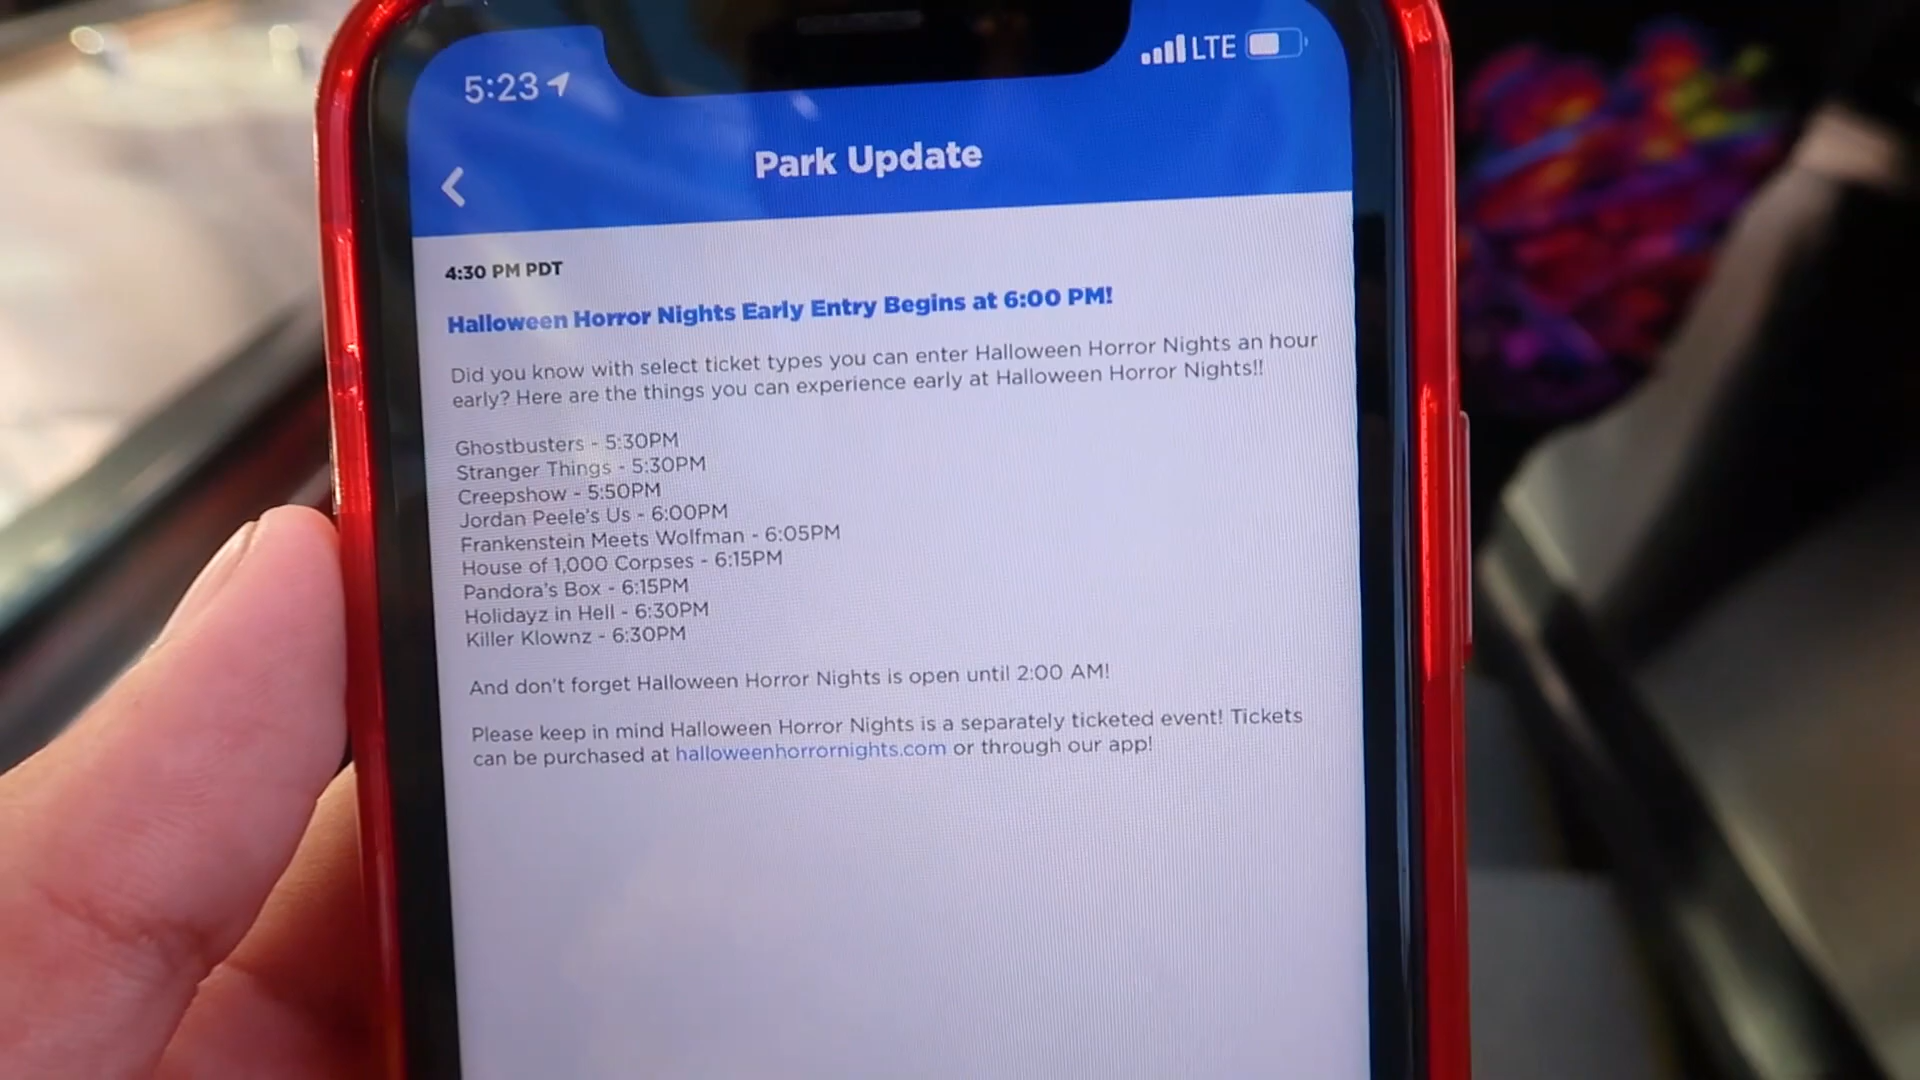 5:23
LTE
Park Update
4:30 PM PDT
Halloween Horror Nights Early Entry Begins at 6:00 PM!
Did you know with select ticket types you can enter Halloween Horror Nights an hour
early? Here are the things you can experience early at Halloween Horror Nights!!
Ghostbusters - 5:30PM
Stranger Things - 5:30PM
Creepshow - 5:50PM
Jordan Peele's Us - 6:00PM
Frankenstein Meets Wolfman - 6:05PM
House of 1,000 Corpses - 6:15PM
Pandora's Box - 6:15PM
Holidayz in Hell - 6:30PM
Killer Klownz - 6:30PM
And don't forget Halloween Horror Nights is open until 2:00 AM!
Please keep in mind Halloween Horror Nights is a separately ticketed event! Tickets
can be purchased at halloweenhorrornights.com or through our app!